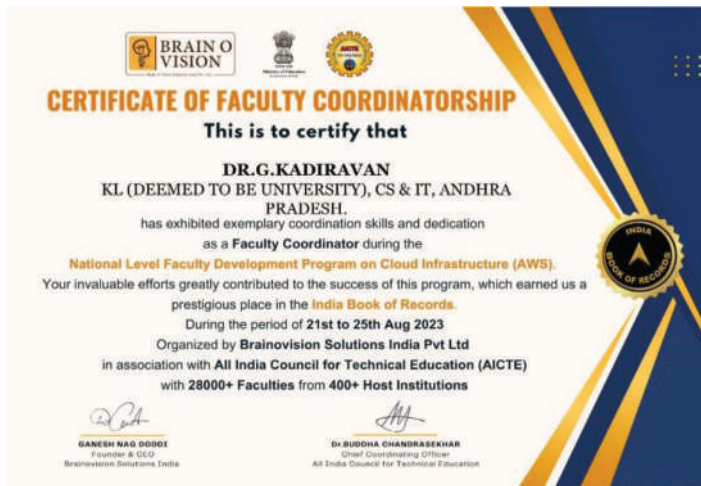 BRAIN O
VISION
Ministry of Education
AICTE
CERTIFICATE OF FACULTY COORDINATORSHIP
This is to certify that
DR.G.KADIRAVAN
KL (DEEMED TO BE UNIVERSITY), CS & IT, ANDHRA
PRADESH.
has exhibited exemplary coordination skills and dedication
as a Faculty Coordinator during the
National Level Faculty Development Program on Cloud Infrastructure (AWS).
Your invaluable efforts greatly contributed to the success of this program, which earned us a
prestigious place in the India Book of Records.
During the period of 21st to 25th Aug 2023
Organized by Brainovision Solutions India Pvt Ltd
in association with All India Council for Technical Education (AICTE)
with 28000+ Faculties from 400+ Host Institutions
INDIA
BOOK OF RECORDS
GANESH NAG DODDI
Founder & CEO
Brainovision Solutions India
Dr.BUDDHA CHANDRASEKHAR
Chief Coordinating Officer
All India Council for Technical Education